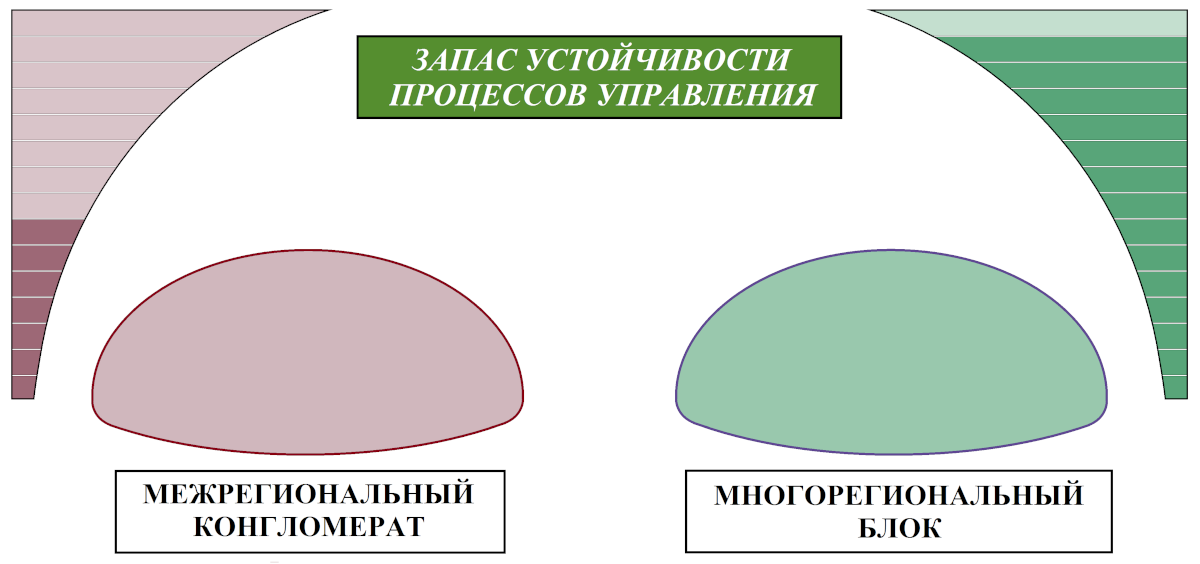 ЗАПАС УСТОЙЧИВОСТИ
ПРОЦЕССОВ УПРАВЛЕНИЯ
МЕЖРЕГИОНАЛЬНЫЙ
КОНГЛОМЕРАТ
МНОГОРЕГИОНАЛЬНЫЙ
БЛОК